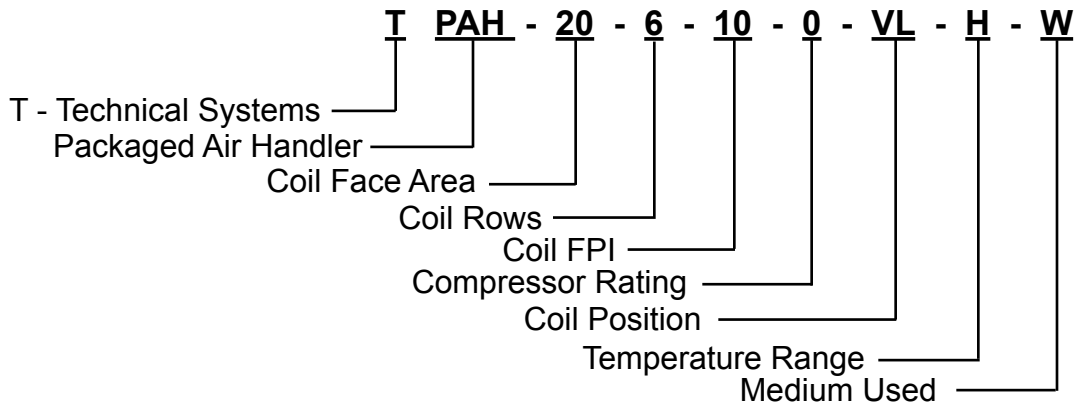 T PAH - 20 - 6 - 10 - 0 - VL - H - W
T - Technical Systems
Packaged Air Handler
Coil Face Area
Coil Rows
Coil FPI
Compressor Rating
Coil Position
Temperature Range
Medium Used